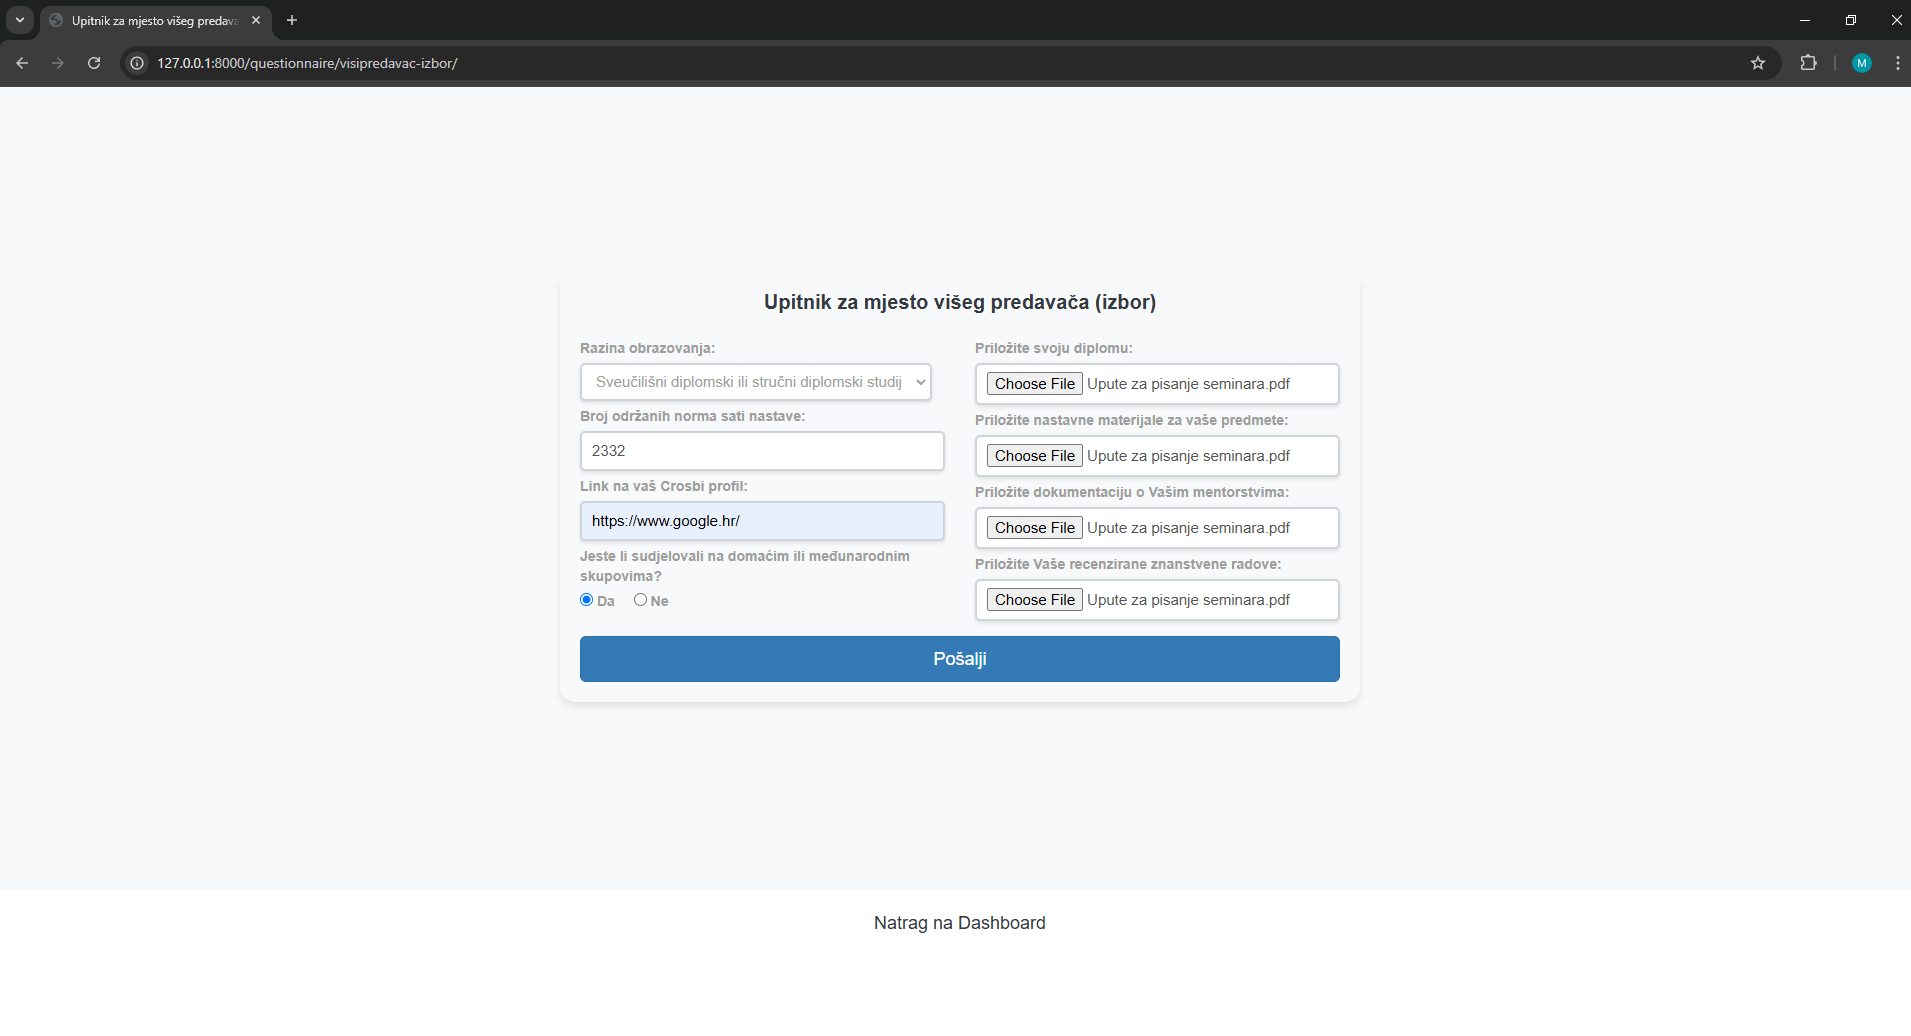 Upitnik za mjesto višeg predava
127.0.0.1:8000/questionnaire/visipredavac-izbor/
M
Upitnik za mjesto višeg predavača (izbor)
Razina obrazovanja:
Sveučilišni diplomski ili stručni diplomski studij
Broj održanih norma sati nastave:
2332
Link na vaš Crosbi profil:
https://www.google.hr/
Jeste li sudjelovali na domaćim ili međunarodnim
skupovima?
Da Ne
Priložite svoju diplomu:
Choose File Upute za pisanje seminara.pdf
Priložite nastavne materijale za vaše predmete:
Choose File Upute za pisanje seminara.pdf
Priložite dokumentaciju o Vašim mentorstvima:
Choose File Upute za pisanje seminara.pdf
Priložite Vaše recenzirane znanstvene radove:
Choose File Upute za pisanje seminara.pdf
Pošalji
Natrag na Dashboard